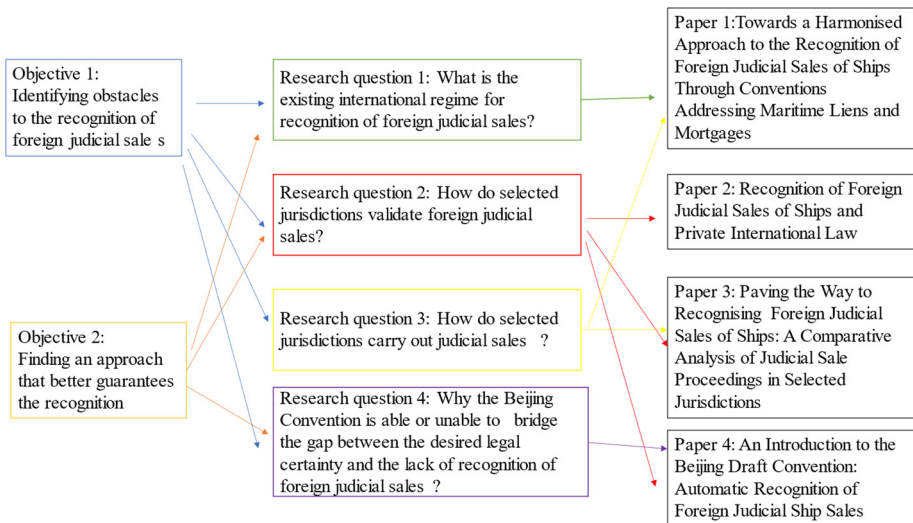 Objective 1:
Identifying obstacles
to the recognition of
foreign judicial sale s
Objective 2:
Finding an approach
that better guarantees
the recognition
Research question 1: What is the
existing international regime for
recognition of foreign judicial sales?
Research question 2: How do selected
jurisdictions validate foreign judicial
sales?
Research question 3: How do selected
jurisdictions carry out judicial sales ?
Research question 4: Why the Beijing
Convention is able or unable to bridge
the gap between the desired legal
certainty and the lack of recognition of
foreign judicial sales ?
Paper 1:Towards a Harmonised
Approach to the Recognition of
Foreign Judicial Sales of Ships
Through Conventions
Addressing Maritime Liens and
Mortgages
Paper 2: Recognition of Foreign
Judicial Sales of Ships and
Private International Law
Paper 3: Paving the Way to
Recognising Foreign Judicial
Sales of Ships: A Comparative
Analysis of Judicial Sale
Proceedings in Selected
Jurisdictions
Paper 4: An Introduction to the
Beijing Draft Convention:
Automatic Recognition of
Foreign Judicial Ship Sales